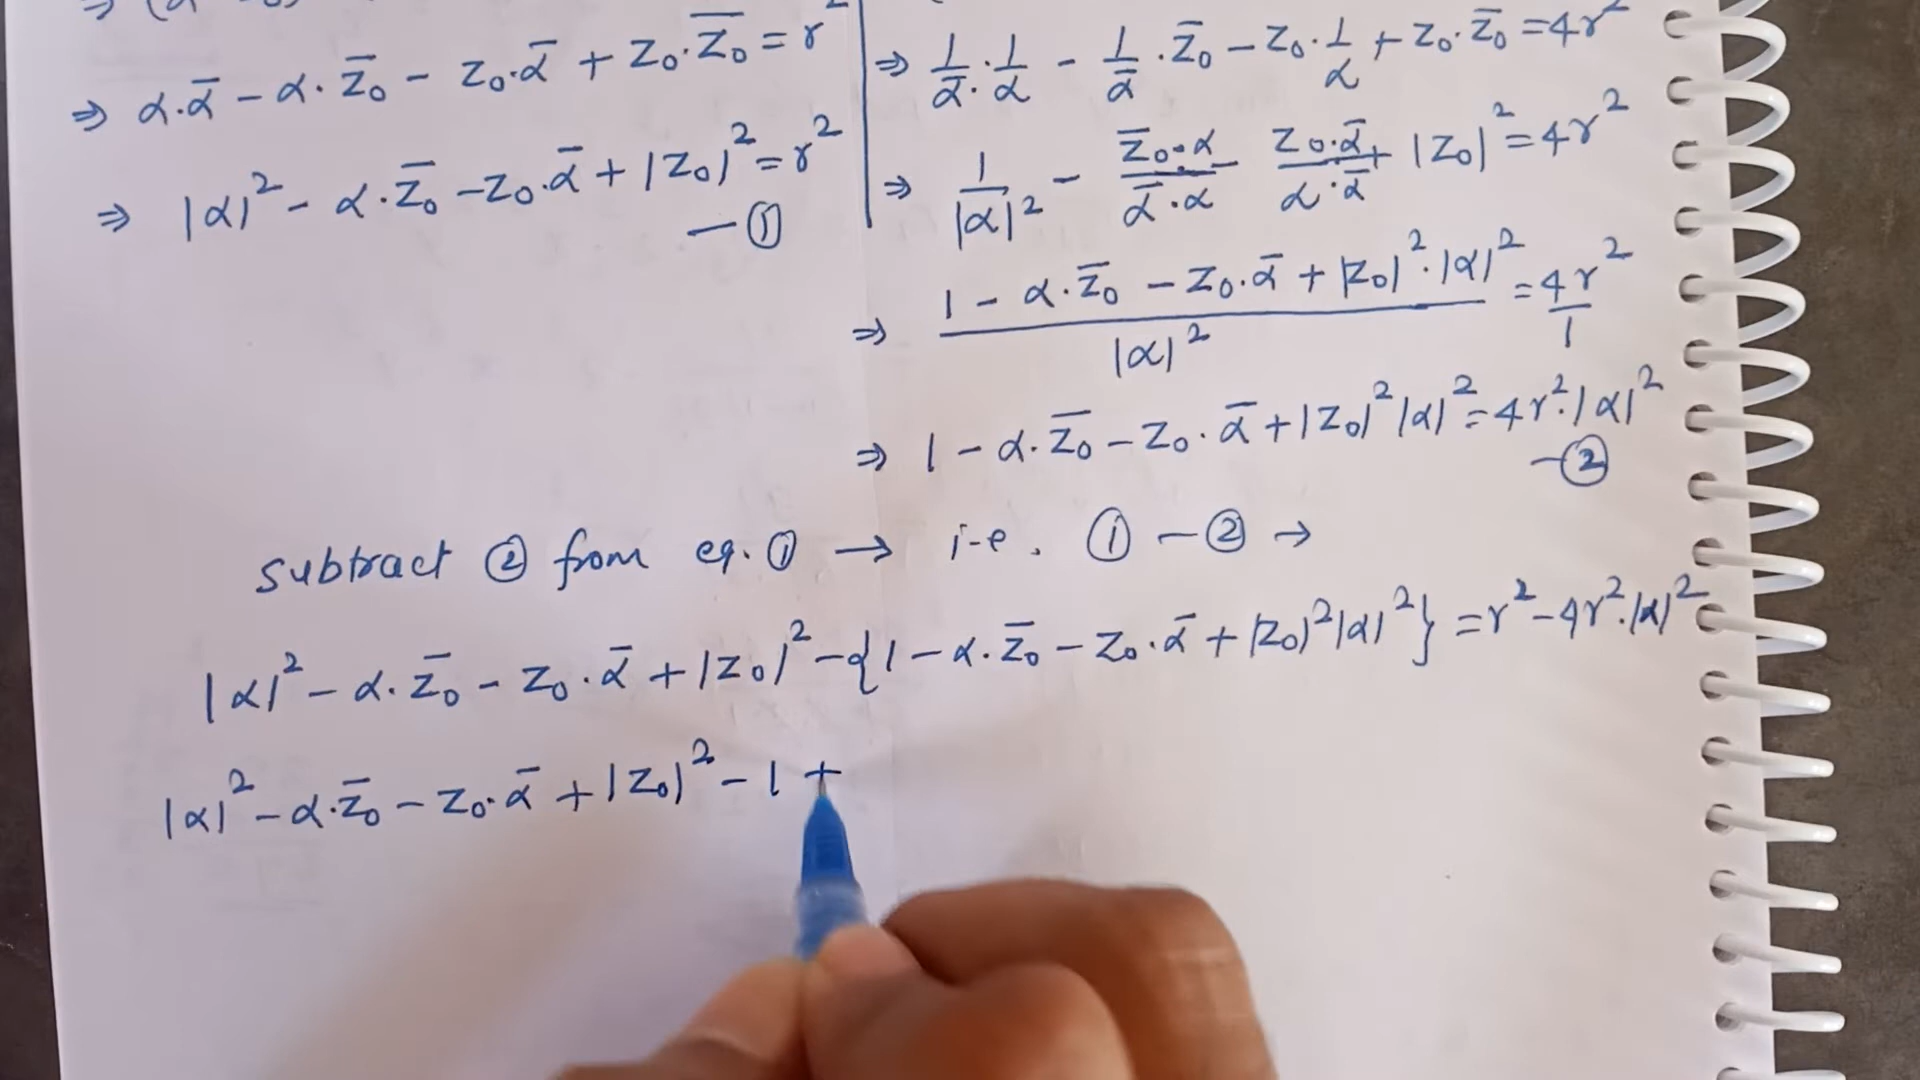 α.ᾱ - α.z̄₀ - z₀.ᾱ + z₀.z̄₀ = r²
⇒ |α|² - α.z̄₀ - z₀.ᾱ + |z₀|² = r²
—①
⇒ 1/ᾱ . 1/α - 1/ᾱ . z̄₀ - z₀ . 1/α + z₀.z̄₀ = 4r²
⇒ 1/|α|² - z̄₀.α/ᾱ.α - z₀.ᾱ/α.ᾱ + |z₀|² = 4r²
⇒ (1 - α.z̄₀ - z₀.ᾱ + |z₀|².|α|²)/|α|² = 4r²/1
⇒ 1 - α.z̄₀ - z₀.ᾱ + |z₀|²|α|² = 4r².|α|²
—②
subtract ② from eq.① → i.e. ① - ② →
|α|² - α.z̄₀ - z₀.ᾱ + |z₀|² - {1 - α.z̄₀ - z₀.ᾱ + |z₀|²|α|²} = r² - 4r².|α|²
|α|² - α.z̄₀ - z₀.ᾱ + |z₀|² - 1 +